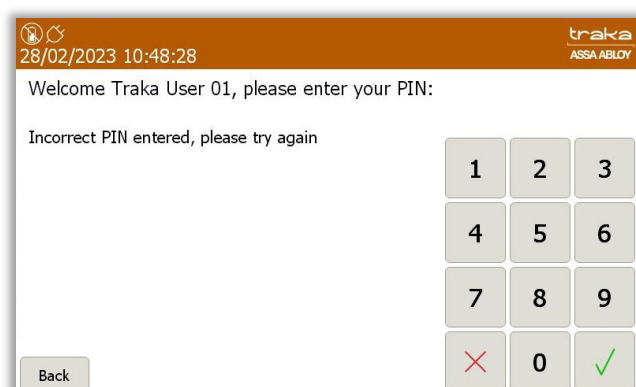 traka
28/02/2023 10:48:28
ASSA ABLOY
Welcome Traka User 01, please enter your PIN:
Incorrect PIN entered, please try again
1 2 3
4 5 6
7 8 9
0
Back